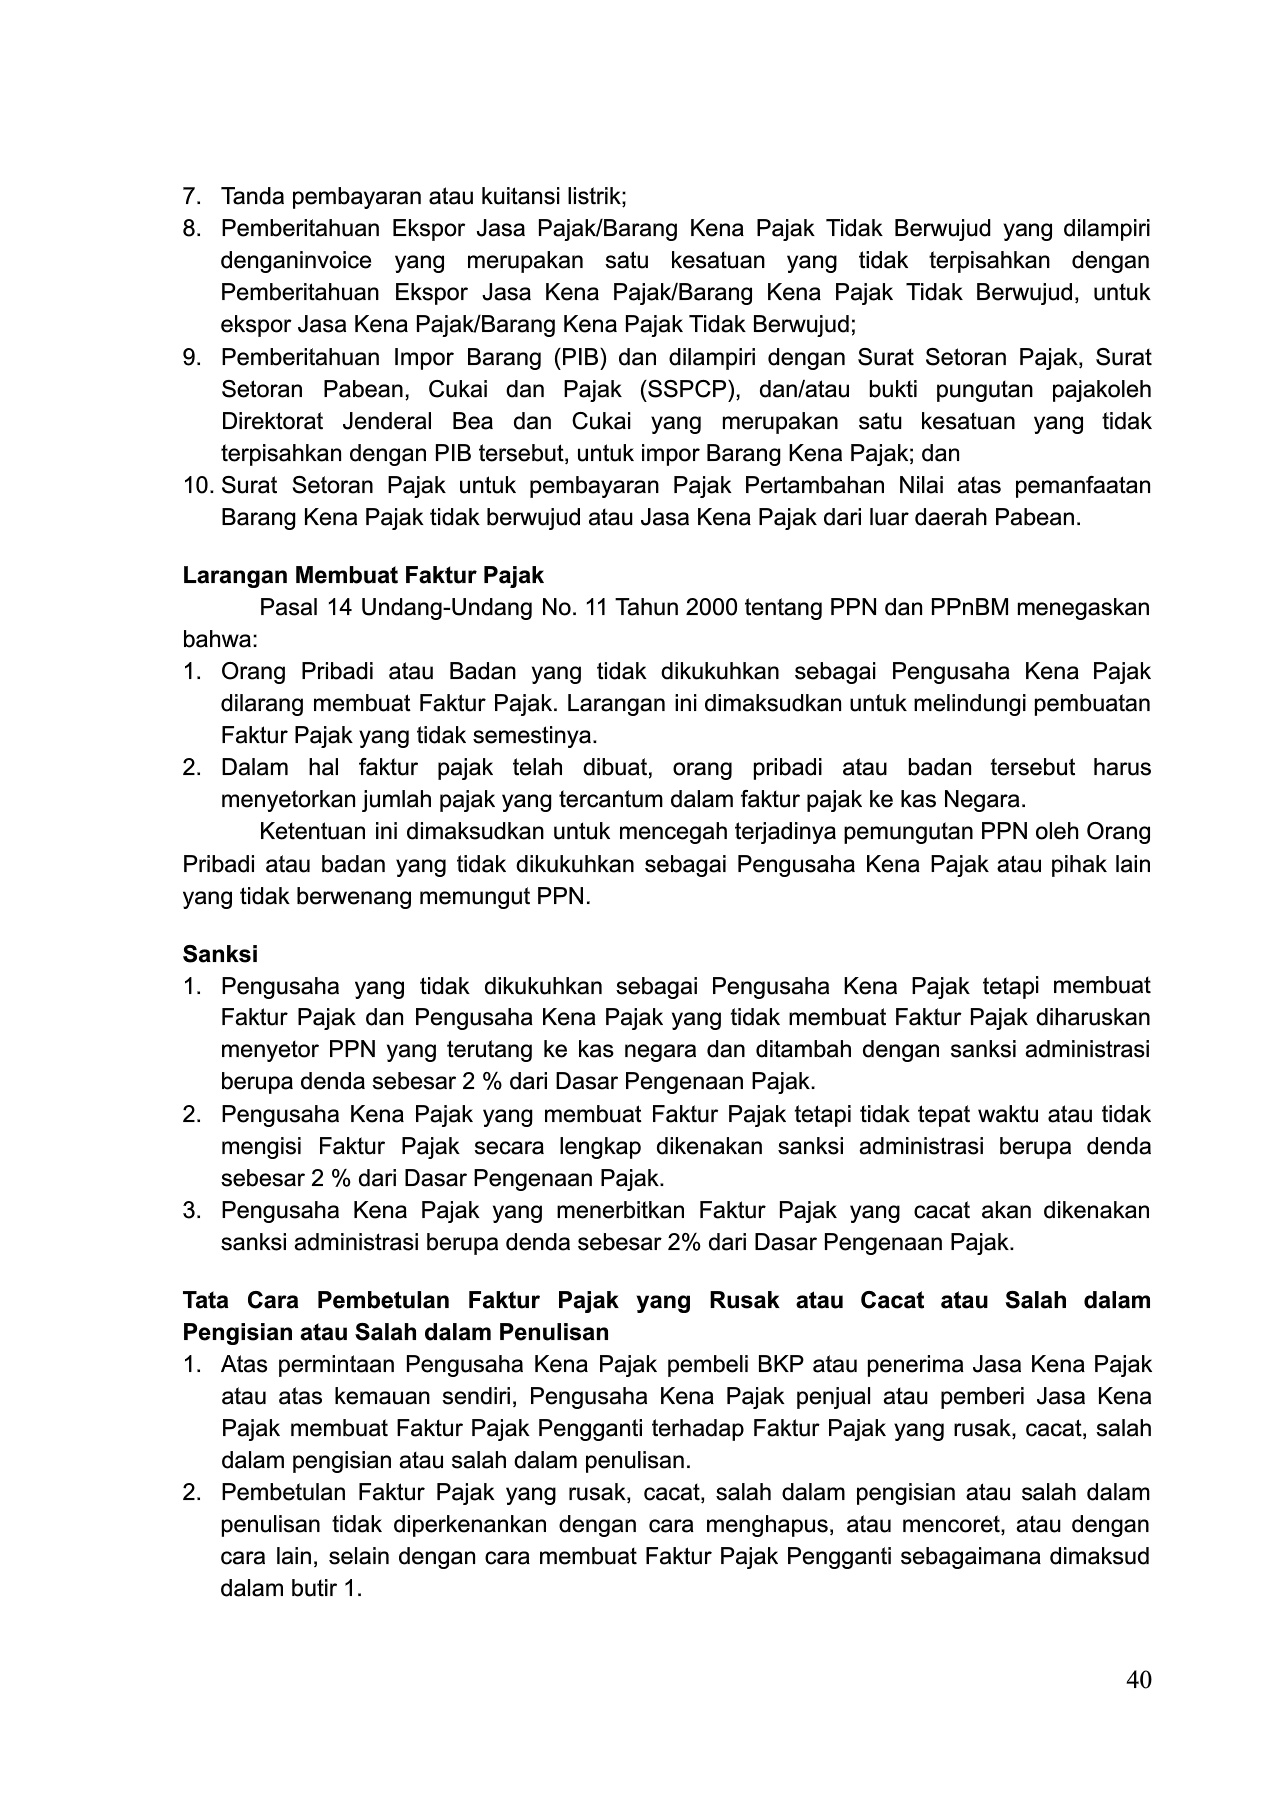 7. Tanda pembayaran atau kuitansi listrik;
8. Pemberitahuan Ekspor Jasa Pajak/Barang Kena Pajak Tidak Berwujud yang dilampiri
denganinvoice yang merupakan satu kesatuan yang tidak terpisahkan dengan
Pemberitahuan Ekspor Jasa Kena Pajak/Barang Kena Pajak Tidak Berwujud, untuk
ekspor Jasa Kena Pajak/Barang Kena Pajak Tidak Berwujud;
9. Pemberitahuan Impor Barang (PIB) dan dilampiri dengan Surat Setoran Pajak, Surat
Setoran Pabean, Cukai dan Pajak (SSPCP), dan/atau bukti pungutan pajakoleh
Direktorat Jenderal Bea dan Cukai yang merupakan satu kesatuan yang tidak
terpisahkan dengan PIB tersebut, untuk impor Barang Kena Pajak; dan
10. Surat Setoran Pajak untuk pembayaran Pajak Pertambahan Nilai atas pemanfaatan
Barang Kena Pajak tidak berwujud atau Jasa Kena Pajak dari luar daerah Pabean.
Larangan Membuat Faktur Pajak
Pasal 14 Undang-Undang No. 11 Tahun 2000 tentang PPN dan PPnBM menegaskan
bahwa:
1. Orang Pribadi atau Badan yang tidak dikukuhkan sebagai Pengusaha Kena Pajak
dilarang membuat Faktur Pajak. Larangan ini dimaksudkan untuk melindungi pembuatan
Faktur Pajak yang tidak semestinya.
2. Dalam hal faktur pajak telah dibuat, orang pribadi atau badan tersebut harus
menyetorkan jumlah pajak yang tercantum dalam faktur pajak ke kas Negara.
Ketentuan ini dimaksudkan untuk mencegah terjadinya pemungutan PPN oleh Orang
Pribadi atau badan yang tidak dikukuhkan sebagai Pengusaha Kena Pajak atau pihak lain
yang tidak berwenang memungut PPN.
Sanksi
1. Pengusaha yang tidak dikukuhkan sebagai Pengusaha Kena Pajak tetapi membuat
Faktur Pajak dan Pengusaha Kena Pajak yang tidak membuat Faktur Pajak diharuskan
menyetor PPN yang terutang ke kas negara dan ditambah dengan sanksi administrasi
berupa denda sebesar 2 % dari Dasar Pengenaan Pajak.
2. Pengusaha Kena Pajak yang membuat Faktur Pajak tetapi tidak tepat waktu atau tidak
mengisi Faktur Pajak secara lengkap dikenakan sanksi administrasi berupa denda
sebesar 2 % dari Dasar Pengenaan Pajak.
3. Pengusaha Kena Pajak yang menerbitkan Faktur Pajak yang cacat akan dikenakan
sanksi administrasi berupa denda sebesar 2% dari Dasar Pengenaan Pajak.
Tata Cara Pembetulan Faktur Pajak yang Rusak atau Cacat atau Salah dalam
Pengisian atau Salah dalam Penulisan
1. Atas permintaan Pengusaha Kena Pajak pembeli BKP atau penerima Jasa Kena Pajak
atau atas kemauan sendiri, Pengusaha Kena Pajak penjual atau pemberi Jasa Kena
Pajak membuat Faktur Pajak Pengganti terhadap Faktur Pajak yang rusak, cacat, salah
dalam pengisian atau salah dalam penulisan.
2. Pembetulan Faktur Pajak yang rusak, cacat, salah dalam pengisian atau salah dalam
penulisan tidak diperkenankan dengan cara menghapus, atau mencoret, atau dengan
cara lain, selain dengan cara membuat Faktur Pajak Pengganti sebagaimana dimaksud
dalam butir 1.
40